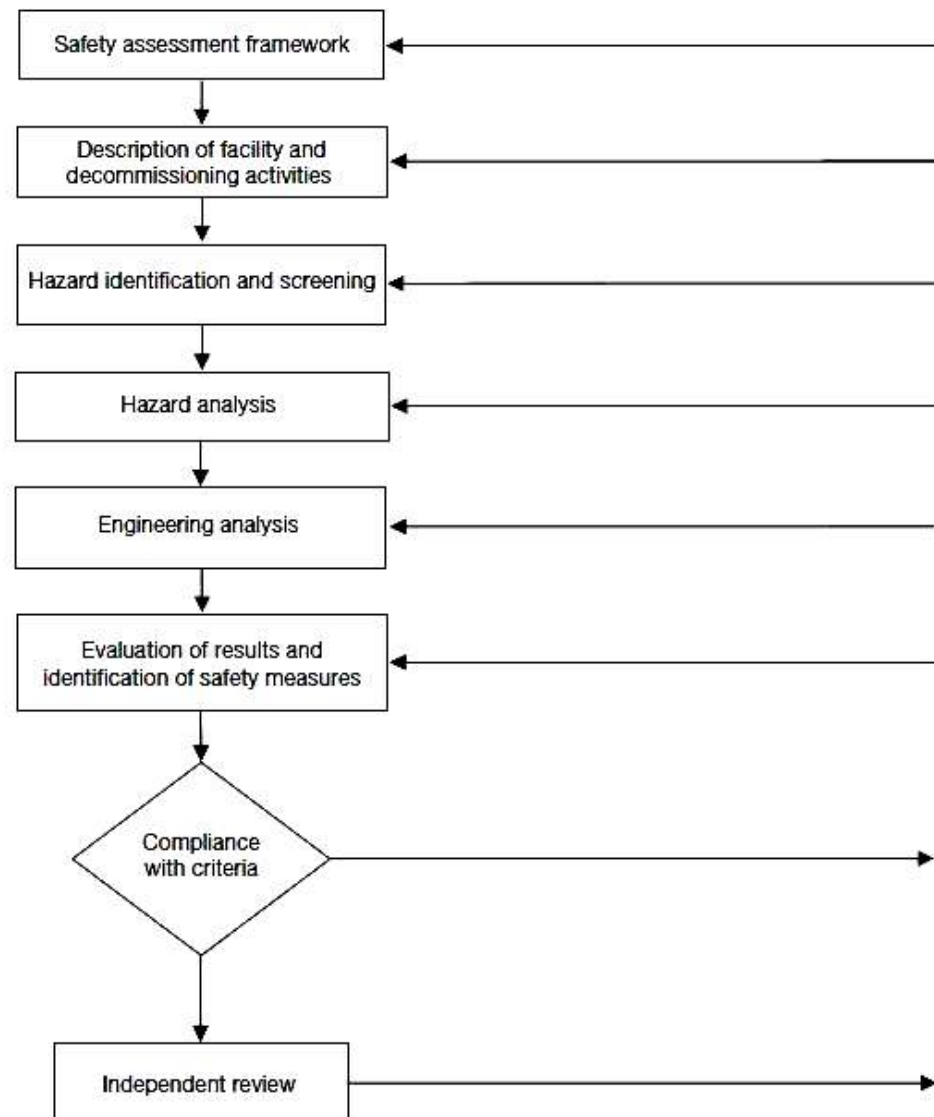 Safety assessment framework
Description of facility and
decommissioning activities
Hazard identification and screening
Hazard analysis
Engineering analysis
Evaluation of results and
identification of safety measures
Compliance
with criteria
Independent review